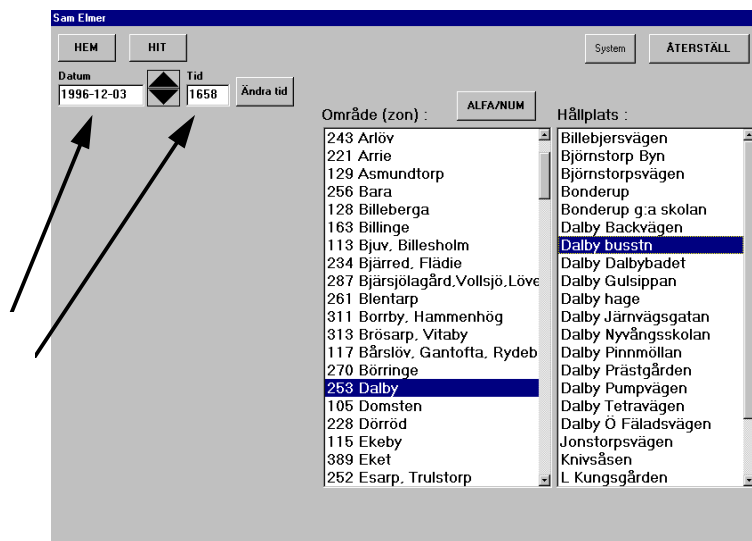 Sam Elmer
HEM
HIT
System
ÅTERSTÄLL
Datum
Tid
1996-12-03
1658
Ändra tid
Område (zon) :
ALFA/NUM
243 Arlöv
221 Arrie
129 Asmundtorp
256 Bara
128 Billeberga
163 Billinge
113 Bjuv, Billesholm
234 Bjärred, Flädie
287 Bjärsjölagård,Vollsjö,Löve
261 Blentarp
311 Borrby, Hammenhög
313 Brösarp, Vitaby
117 Bårslöv, Gantofta, Rydeb
270 Börringe
253 Dalby
105 Domsten
228 Dörröd
115 Ekeby
389 Eket
252 Esarp, Trulstorp
Hållplats :
Billebjersvägen
Björnstorp Byn
Björnstorpsvägen
Bonderup
Bonderup g:a skolan
Dalby Backvägen
Dalby busstn
Dalby Dalbybadet
Dalby Gulsippan
Dalby hage
Dalby Järnvägsgatan
Dalby Nyvångsskolan
Dalby Pinnmöllan
Dalby Prästgården
Dalby Pumpvägen
Dalby Tetravägen
Dalby Ö Fäladsvägen
Jonstorpsvägen
Knivsåsen
L Kungsgården